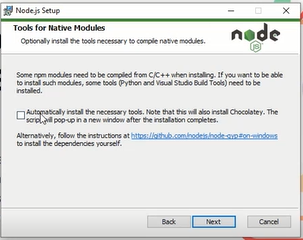 Node.js Setup
Tools for Native Modules
Optionally install the tools necessary to compile native modules.
node
JS
Some npm modules need to be compiled from C/C++ when installing. If you want to be able
to install such modules, some tools (Python and Visual Studio Build Tools) need to be
installed.
Automatically install the necessary tools. Note that this will also install Chocolatey. The
script will pop-up in a new window after the installation completes.
Alternatively, follow the instructions at https://github.com/nodejs/node-gyp#on-windows
to install the dependencies yourself.
Back Next Cancel